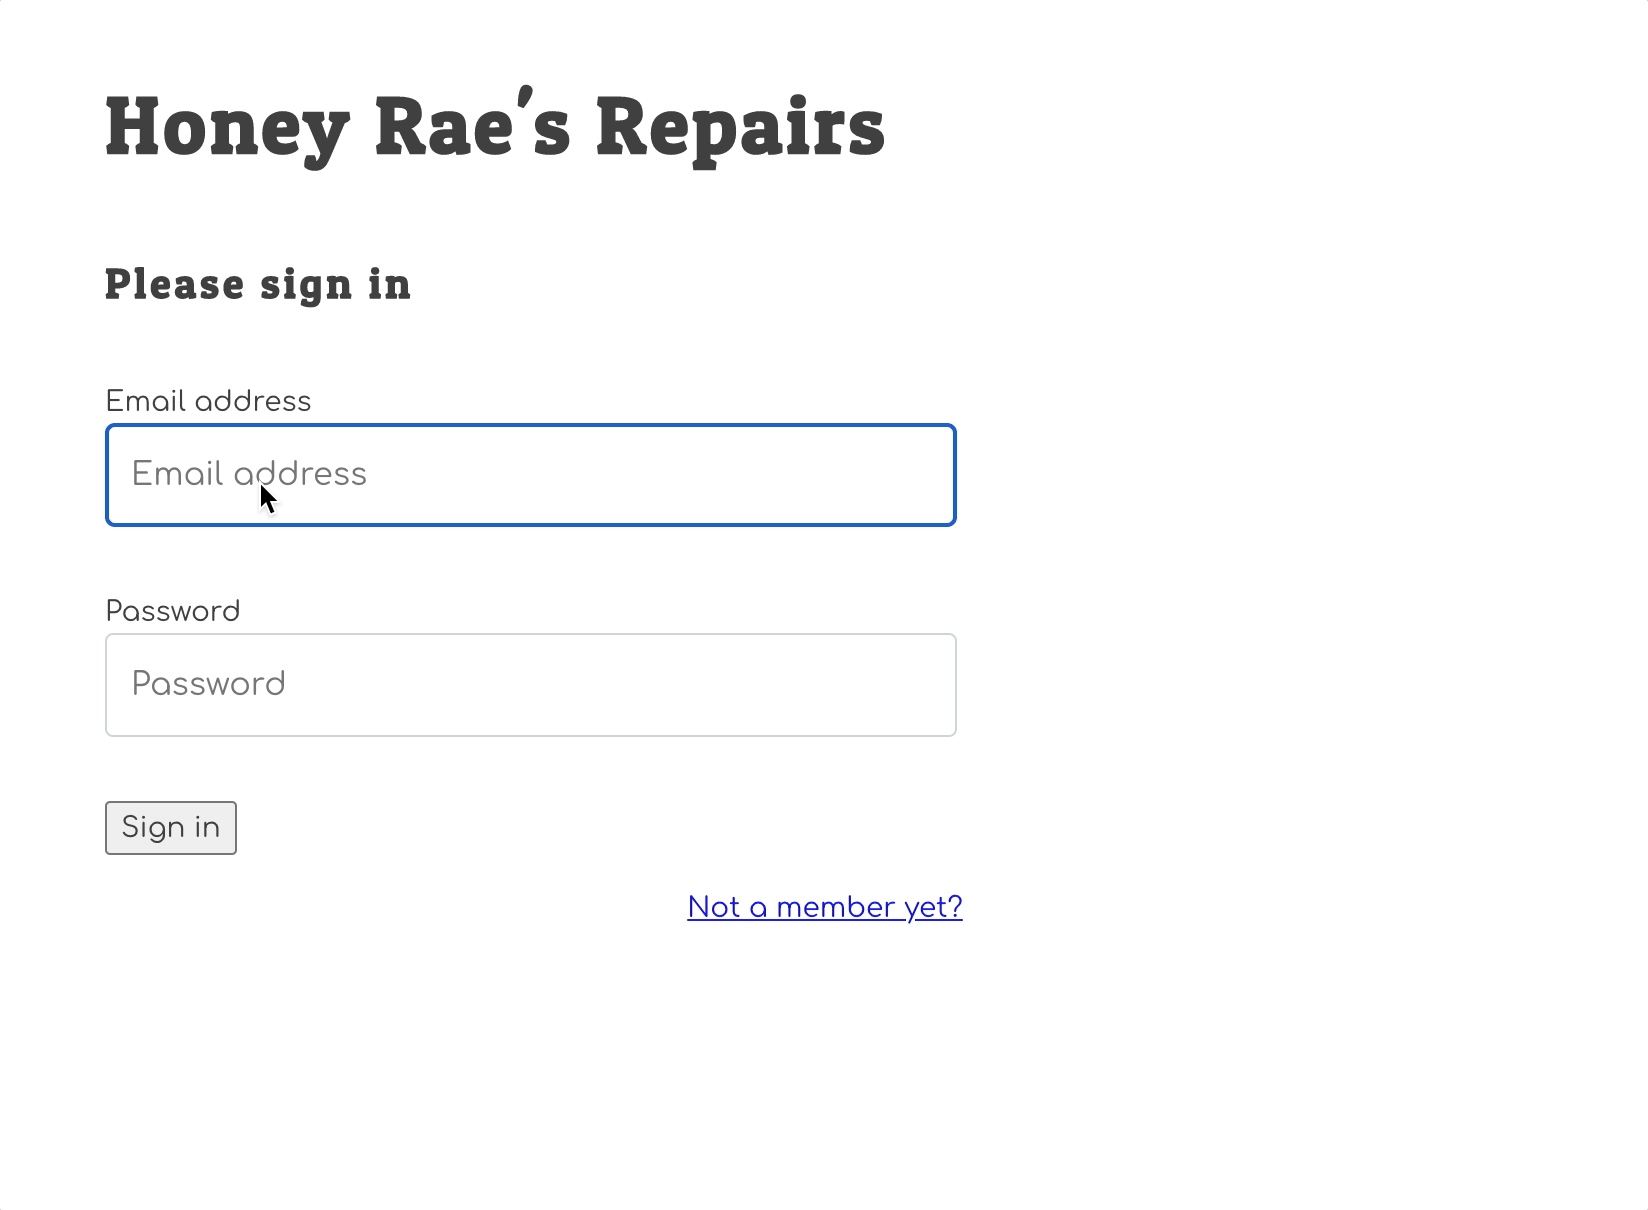 Honey Rae's Repairs
Please sign in
Email address
Email address
Password
Password
Sign in
Not a member yet?